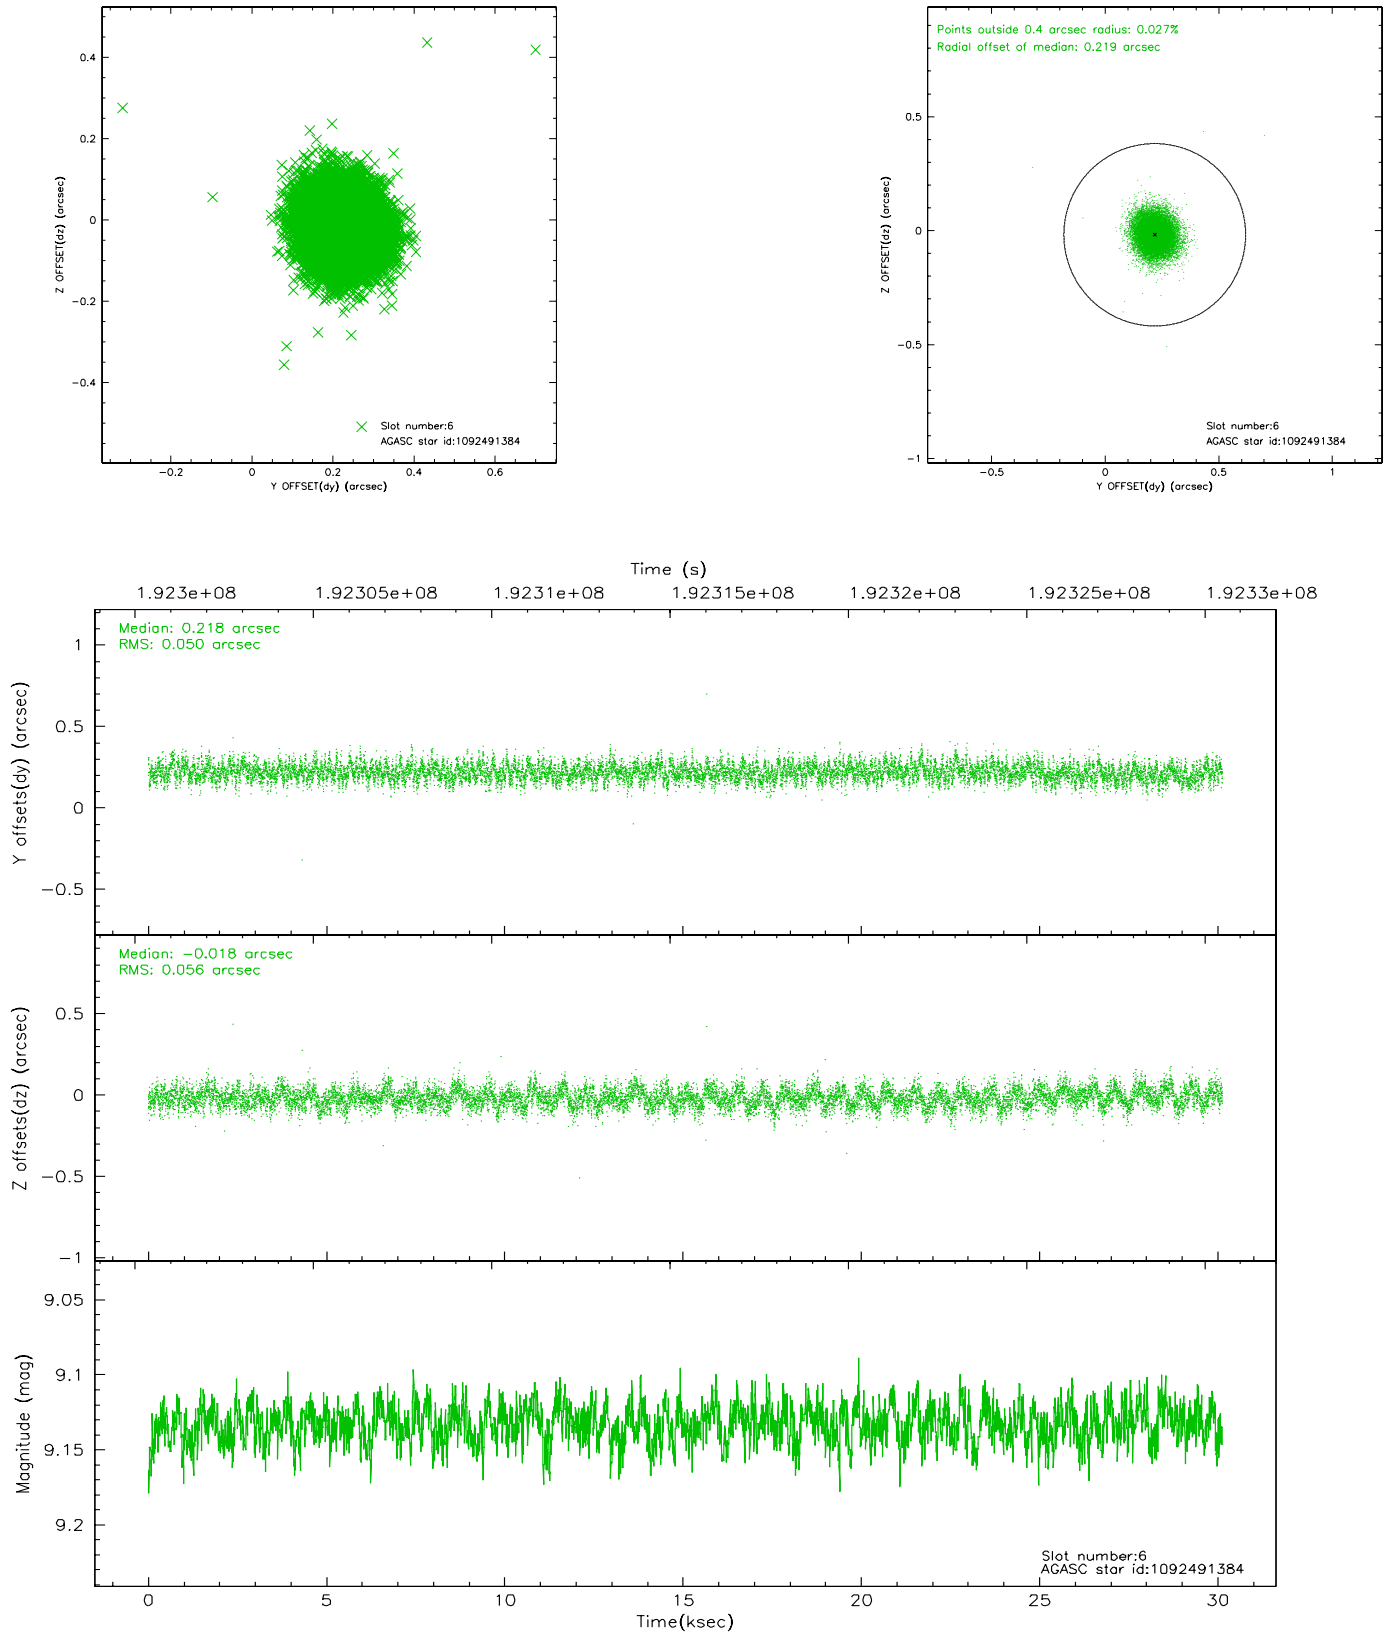 0.4
0.2
0
−0.2
−0.4
Z OFFSET(dz) (arcsec)
−0.2
0
0.2
0.4
0.6
Y OFFSET(dy) (arcsec)
Slot number:6
AGASC star id:1092491384
Points outside 0.4 arcsec radius: 0.027%
Radial offset of median: 0.219 arcsec
0.5
0
−0.5
−1
Z OFFSET(dz) (arcsec)
−0.5
0
0.5
1
Y OFFSET(dy) (arcsec)
Slot number:6
AGASC star id:1092491384
Time (s)
1.923e+08
1.92305e+08
1.9231e+08
1.92315e+08
1.9232e+08
1.92325e+08
1.9233e+08
Median: 0.218 arcsec
RMS: 0.050 arcsec
1
0.5
0
−0.5
Y offsets(dy) (arcsec)
Median: −0.018 arcsec
RMS: 0.056 arcsec
0.5
0
−0.5
−1
Z offsets(dz) (arcsec)
9.05
9.1
9.15
9.2
Magnitude (mag)
Slot number:6
AGASC star id:1092491384
0
5
10
15
20
25
30
Time(ksec)